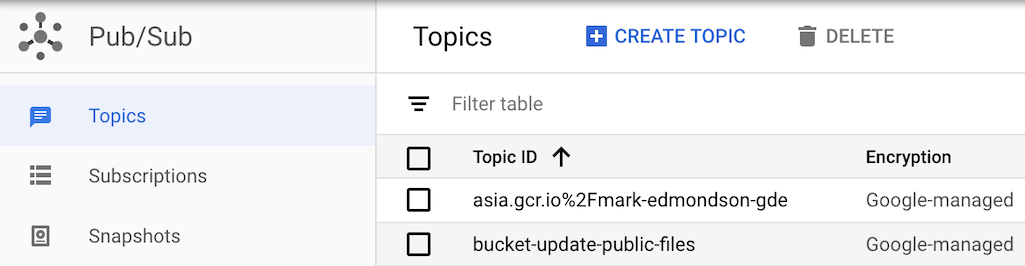 Pub/Sub
Topics
CREATE TOPIC
DELETE
Topics
Subscriptions
Snapshots
Filter table
Topic ID Encryption
asia.gcr.io%2Fmark-edmondson-gde Google-managed
bucket-update-public-files Google-managed